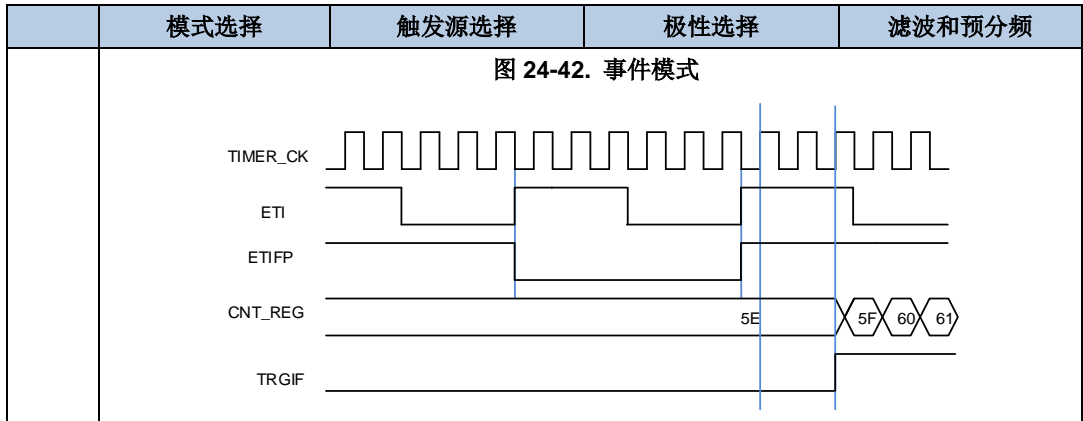 模式选择 触发源选择 极性选择 滤波和预分频
图 24-42. 事件模式
TIMER_CK
ETI
ETIFP
CNT_REG 5E 5F 60 61
TRGIF